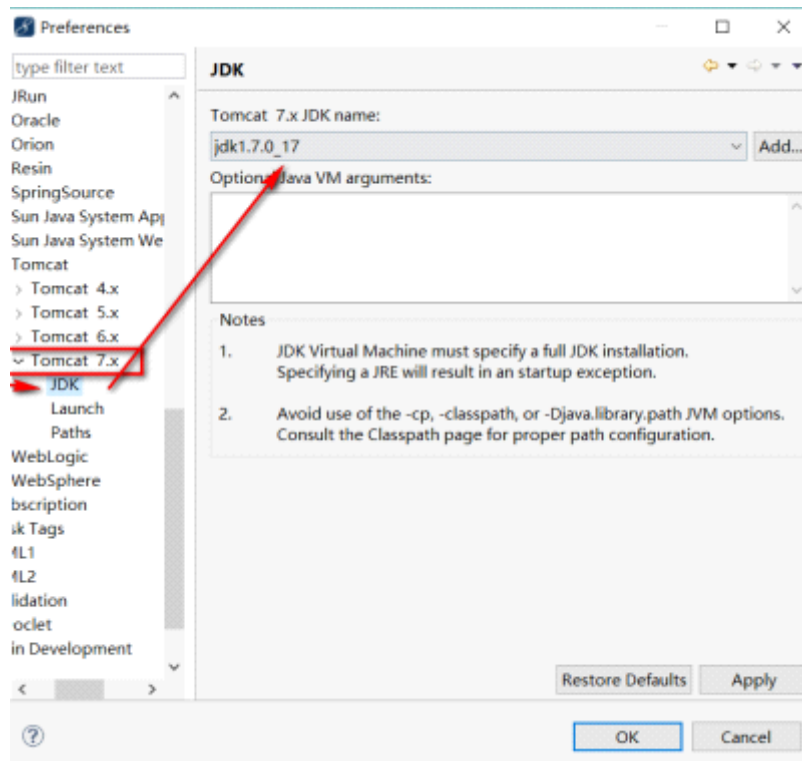 Preferences
type filter text
JRun
Oracle
Orion
Resin
SpringSource
Sun Java System App
Sun Java System We
Tomcat
Tomcat 4.x
Tomcat 5.x
Tomcat 6.x
Tomcat 7.x
JDK
Launch
Paths
WebLogic
WebSphere
bscription
sk Tags
ML1
ML2
lidation
oclet
in Development
JDK
Tomcat 7.x JDK name:
jdk1.7.0_17
Add...
Optional Java VM arguments:
Notes
1. JDK Virtual Machine must specify a full JDK installation.
Specifying a JRE will result in an startup exception.
2. Avoid use of the -cp, -classpath, or -Djava.library.path JVM options.
Consult the Classpath page for proper path configuration.
Restore Defaults
Apply
OK
Cancel